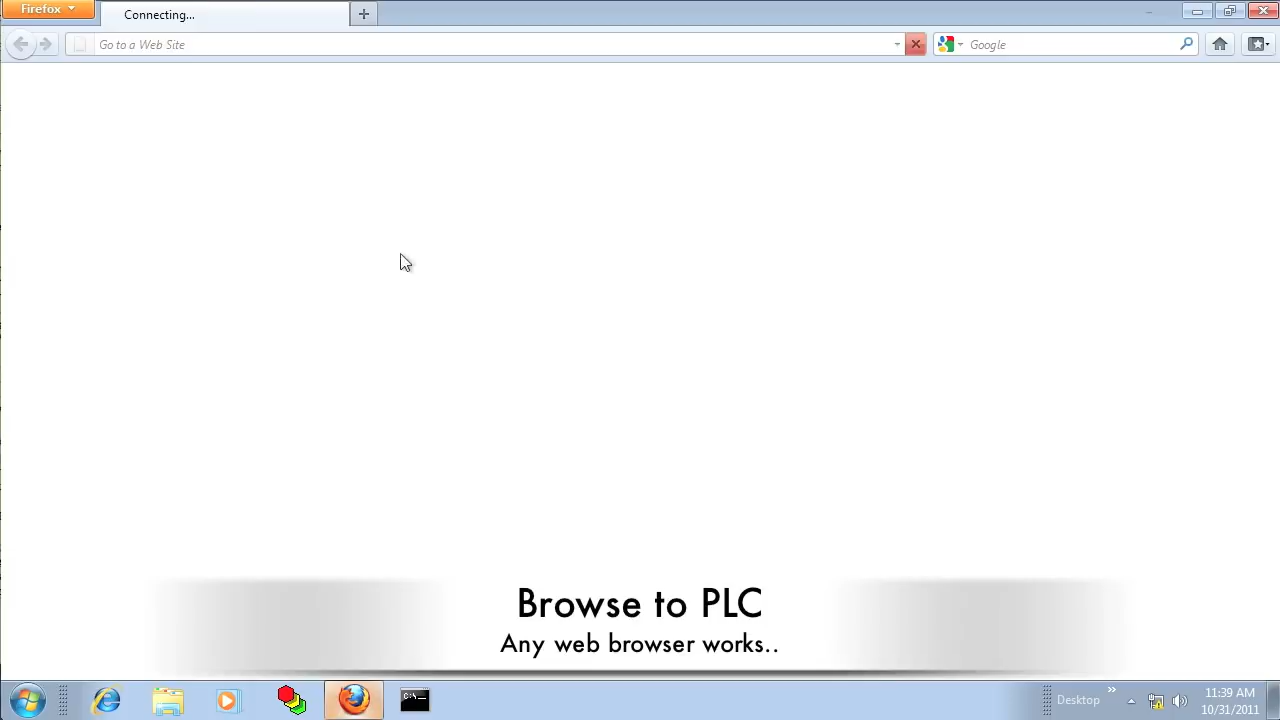 Firefox
Connecting...
Go to a Web Site
Google
Browse to PLC
Any web browser works..
C:\
Desktop
11:39 AM
10/31/2011